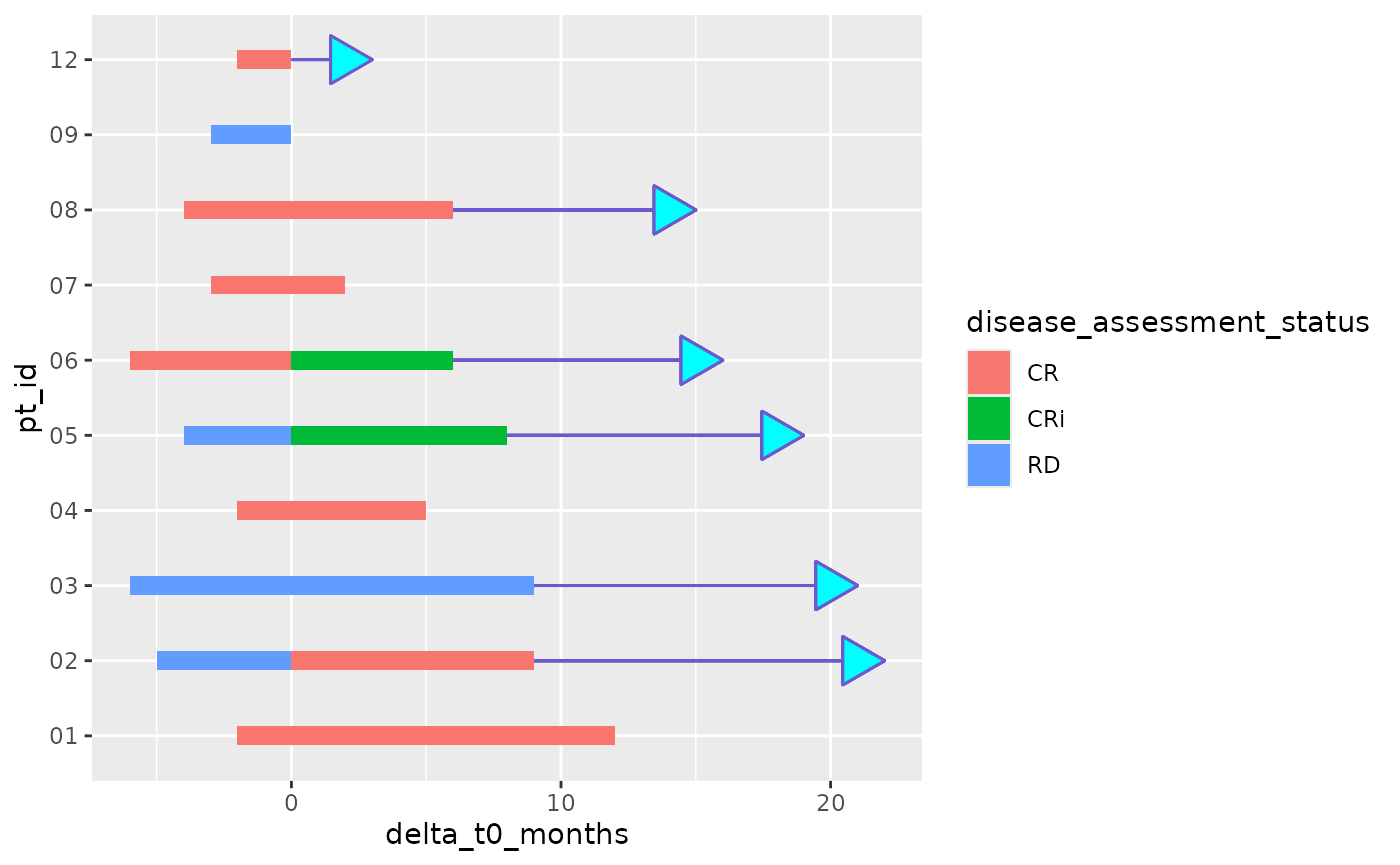 12
09
08
07
06
05
04
03
02
01
pt_id
0 10 20
delta_t0_months
disease_assessment_status
CR
CRi
RD